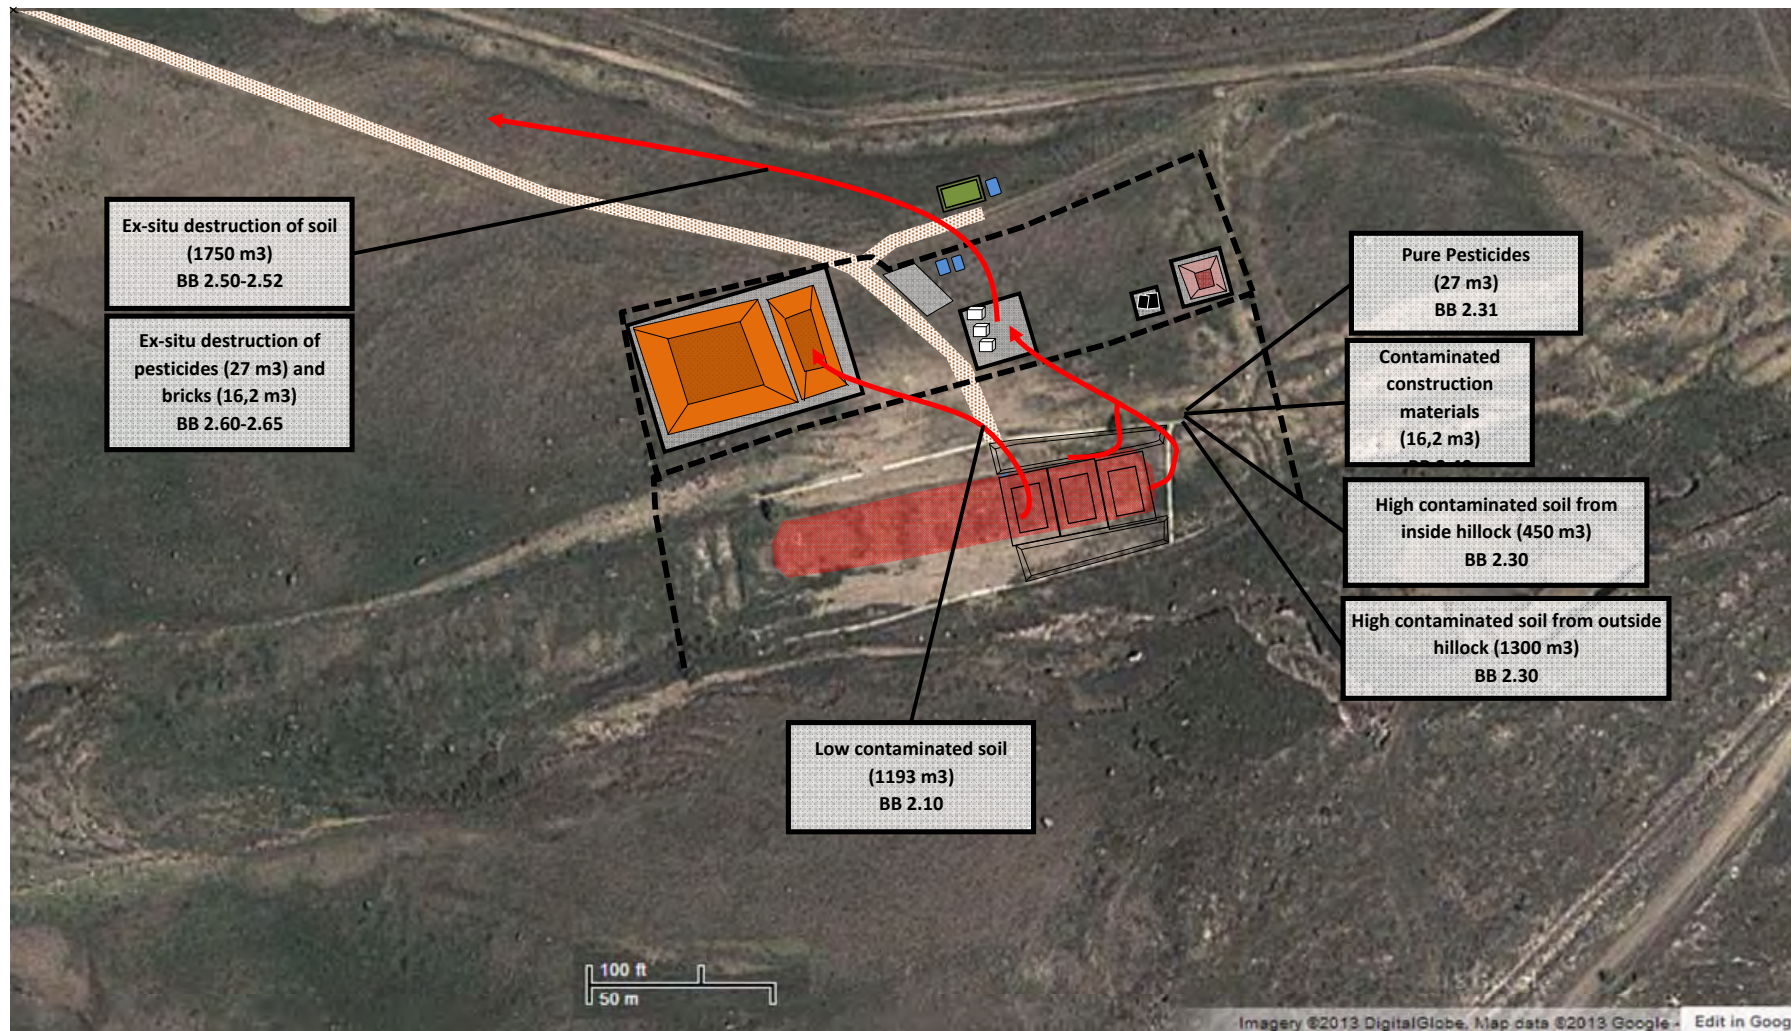 Ex-situ destruction of soil
(1750 m3)
BB 2.50-2.52
Ex-situ destruction of
pesticides (27 m3) and
bricks (16,2 m3)
BB 2.60-2.65
Pure Pesticides
(27 m3)
BB 2.31
Contaminated
construction
materials
(16,2 m3)
High contaminated soil from
inside hillock (450 m3)
BB 2.30
High contaminated soil from outside
hillock (1300 m3)
BB 2.30
Low contaminated soil
(1193 m3)
BB 2.10
100 ft
50 m
Imagery ©2013 DigitalGlobe, Map data ©2013 Google -
Edit in Goog